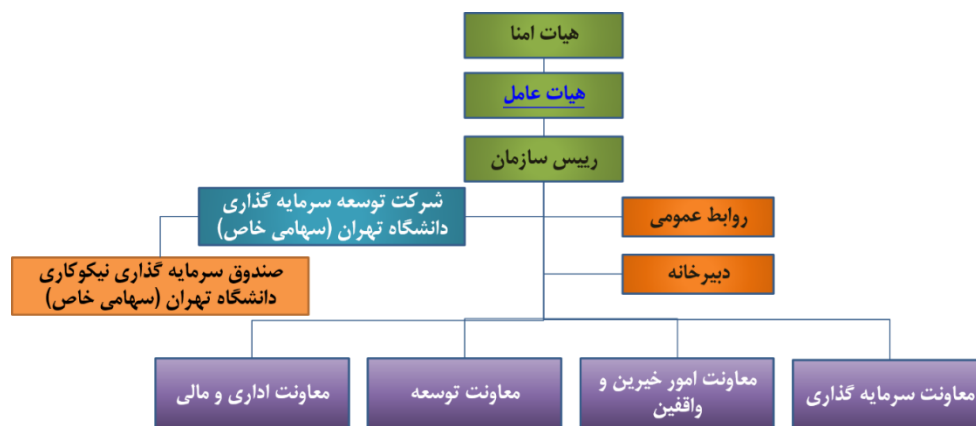 هیات امنا
هیات عامل
رییس سازمان
شرکت توسعه سرمایه گذاری
دانشگاه تهران (سهامی خاص)
روابط عمومی
صندوق سرمایه گذاری نیکوکاری
دانشگاه تهران (سهامی خاص)
دبیرخانه
معاونت سرمایه گذاری
معاونت امور خیرین و
واقفین
معاونت توسعه
معاونت اداری و مالی